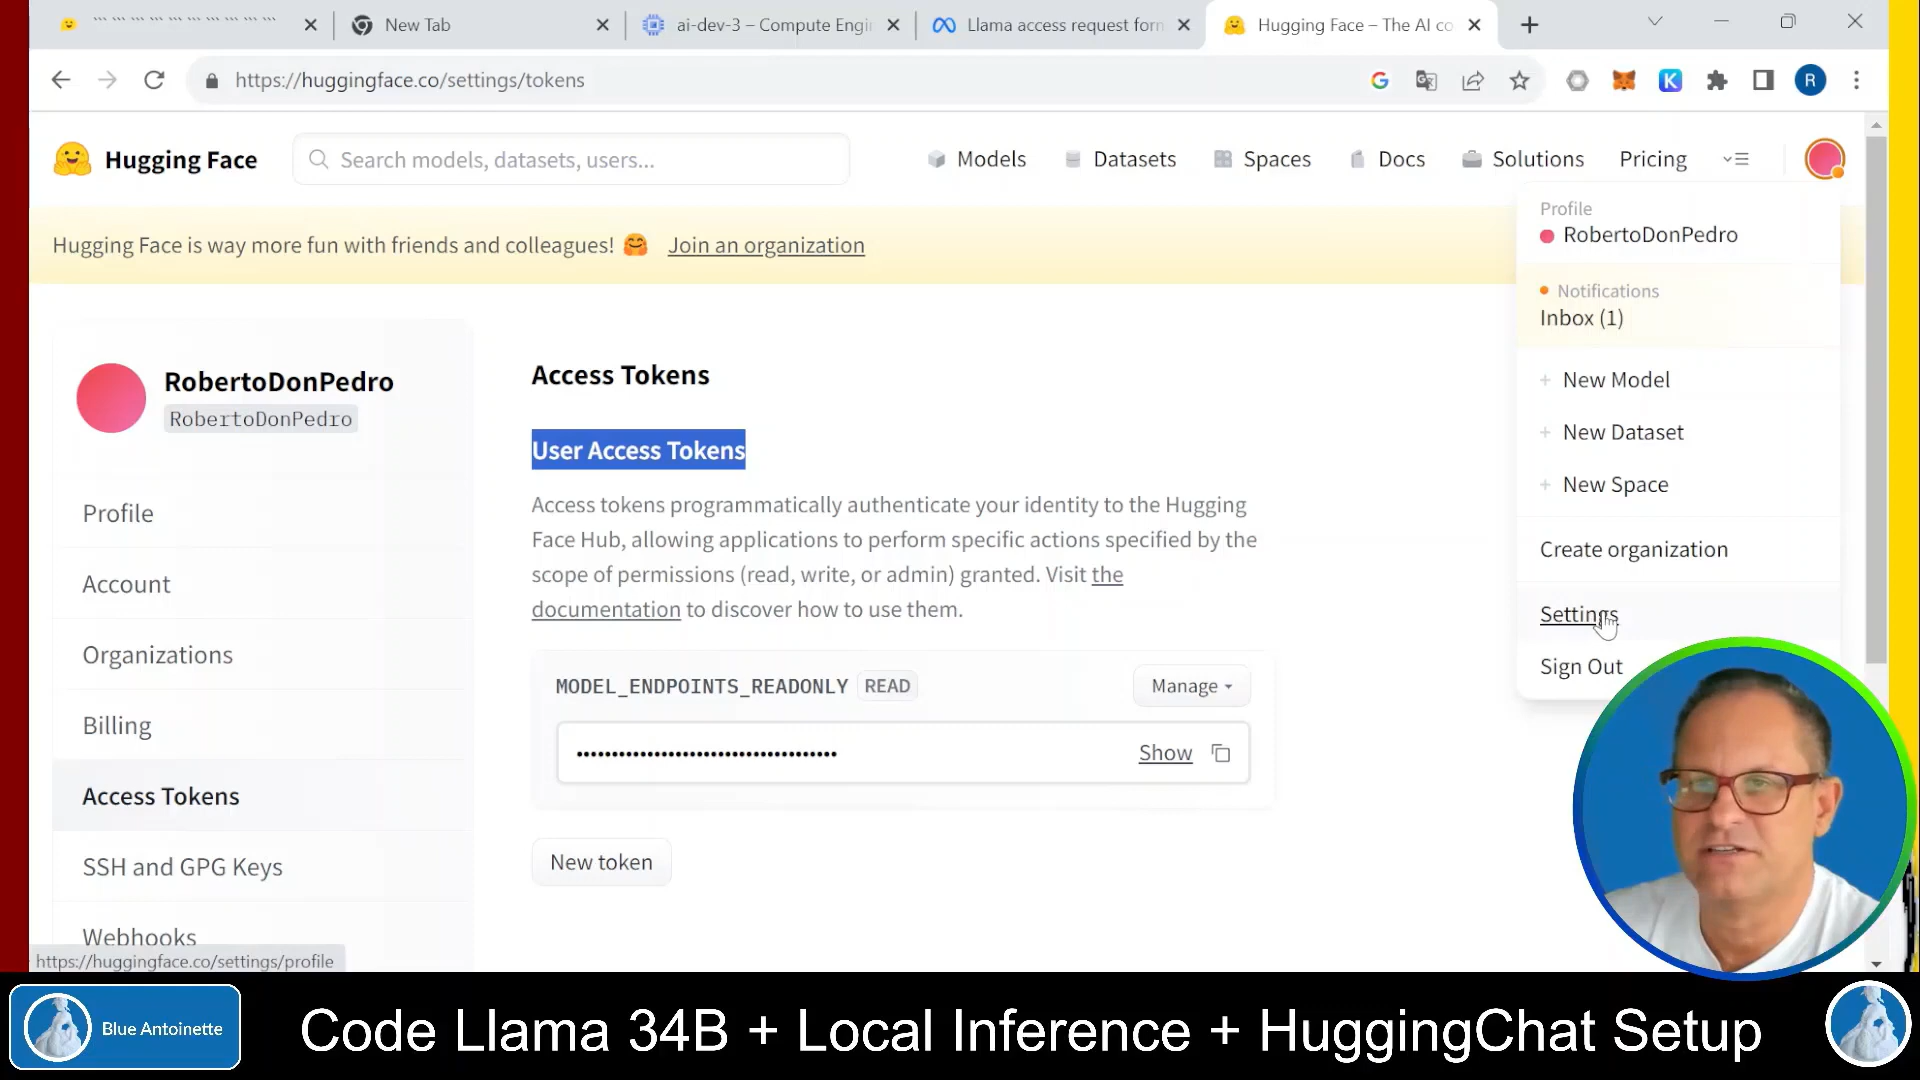 New Tab
ai-dev-3 – Compute Engi
Llama access request form
Hugging Face – The AI co
https://huggingface.co/settings/tokens
R
Hugging Face
Search models, datasets, users...
Models
Datasets
Spaces
Docs
Solutions
Pricing
Hugging Face is way more fun with friends and colleagues! 🤗 Join an organization
Profile
RobertoDonPedro
Notifications
Inbox (1)
+ New Model
+ New Dataset
+ New Space
Create organization
Settings
Sign Out
RobertoDonPedro
RobertoDonPedro
Profile
Account
Organizations
Billing
Access Tokens
SSH and GPG Keys
Webhooks
Access Tokens
User Access Tokens
Access tokens programmatically authenticate your identity to the Hugging
Face Hub, allowing applications to perform specific actions specified by the
scope of permissions (read, write, or admin) granted. Visit the
documentation to discover how to use them.
MODEL_ENDPOINTS_READONLY READ
Manage
••••••••••••••••••••••••••••••••••••• Show
New token
https://huggingface.co/settings/profile
Blue Antoinette
Code Llama 34B + Local Inference + HuggingChat Setup